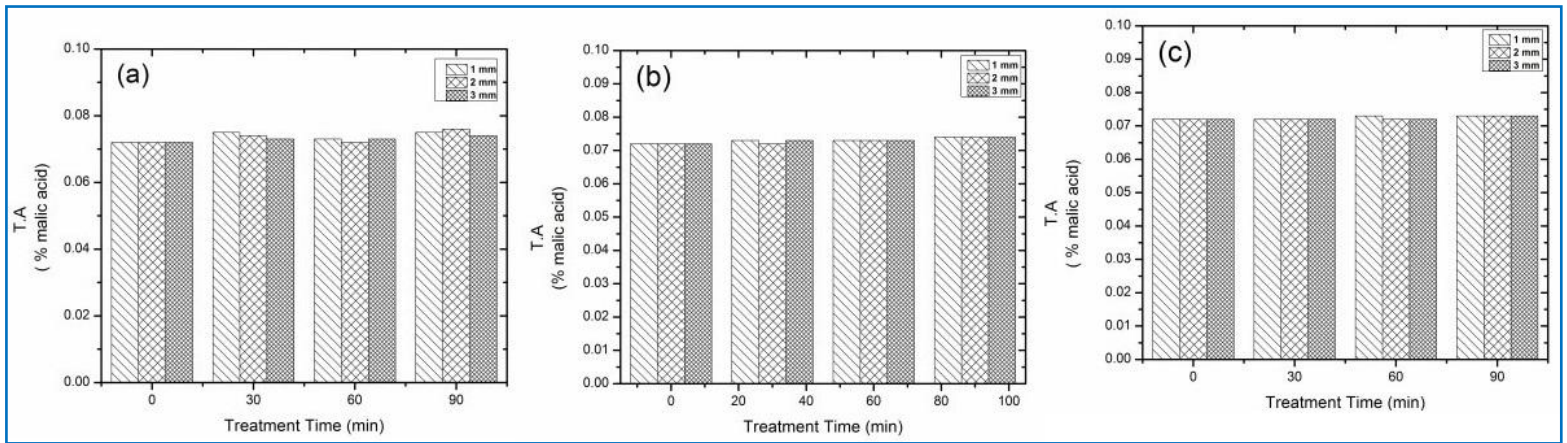 (a)
1 mm
2 mm
3 mm
0.10
0.08
0.06
0.04
0.02
0.00
T.A
( % malic acid)
0
30
60
90
Treatment Time (min)
(b)
1 mm
2 mm
3 mm
0.10
0.09
0.08
0.07
0.06
0.05
0.04
0.03
0.02
0.01
0.00
T.A
(% malic acid)
0
20
40
60
80
100
Treatment Time (min)
(c)
1 mm
2 mm
3 mm
0.10
0.09
0.08
0.07
0.06
0.05
0.04
0.03
0.02
0.01
0.00
T.A
( % malic acid)
0
30
60
90
Treatment Time (min)